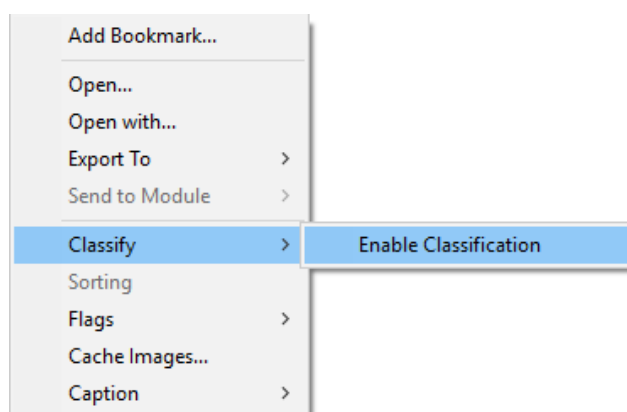 Add Bookmark...
Open...
Open with...
Export To
Send to Module
Classify
Enable Classification
Sorting
Flags
Cache Images...
Caption